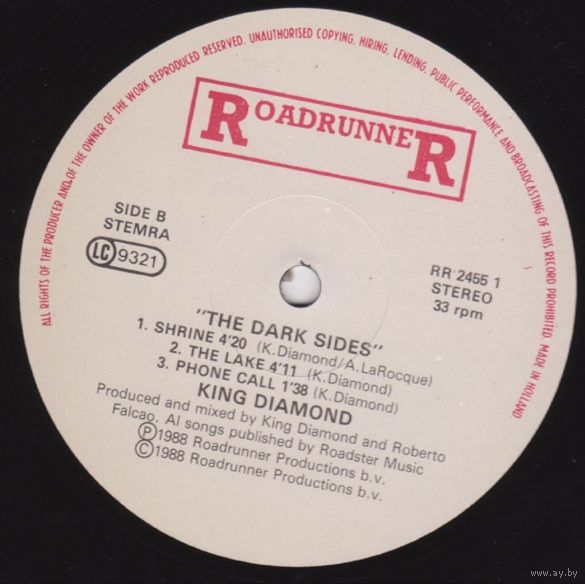 ALL RIGHTS OF THE PRODUCER AND OF THE OWNER OF THE WORK REPRODUCED RESERVED. UNAUTHORISED COPYING, HIRING, LENDING, PUBLIC PERFORMANCE AND BROADCASTING OF THIS RECORD PROHIBITED. MADE IN HOLLAND
ROADRUNNER
SIDE B
STEMRA
LC 9321
RR 2455 1
STEREO
33 rpm
"THE DARK SIDES"
1. SHRINE 4'20 (K.Diamond/A.LaRocque)
2. THE LAKE 4'11 (K.Diamond)
3. PHONE CALL 1'38 (K.Diamond)
KING DIAMOND
Produced and mixed by King Diamond and Roberto
Falcao. Al songs published by Roadster Music
Ⓟ1988 Roadrunner Productions b.v.
©1988 Roadrunner Productions b.v.
www.ay.by